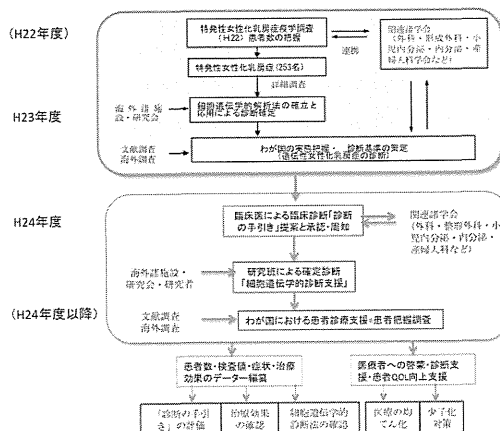 (H22年度)
特発性女性化乳房症疫学調査
(H22)患者数の把握
関連諸学会
(外科・形成外科・小
児内分泌・内分泌・産
婦人科学会など)
連携
特発性女性化乳房症(253名)
詳細調査
H23年度
海外諸施
設・研究会
細胞遺伝学的解析法の確立と
応用による診断確定
文献調査
海外調査
わが国の実態把握・ 診断基準の策定
(遺伝性女性化乳房症の診断)
H24年度
臨床医による臨床診断「診断
の手引き」提案と承認・周知
関連諸学会
(外科・整形外科・小
児内分泌・内分泌・
産婦人科など)
海外諸施設・
研究会・研究者
研究班による確定診断
「細胞遺伝学的診断支援」
(H24年度以降)
文献調査
海外調査
わが国における患者診療支援・患者把握調査
患者数・検査値・症状・治療
効果のデーター編纂
医療者への啓蒙・診断支
援・患者QOL向上支援
「診断の手引
き」の評価
治療効果
の確認
細胞遺伝学的
診断法の確認
医療の均
てん化
少子化
対策